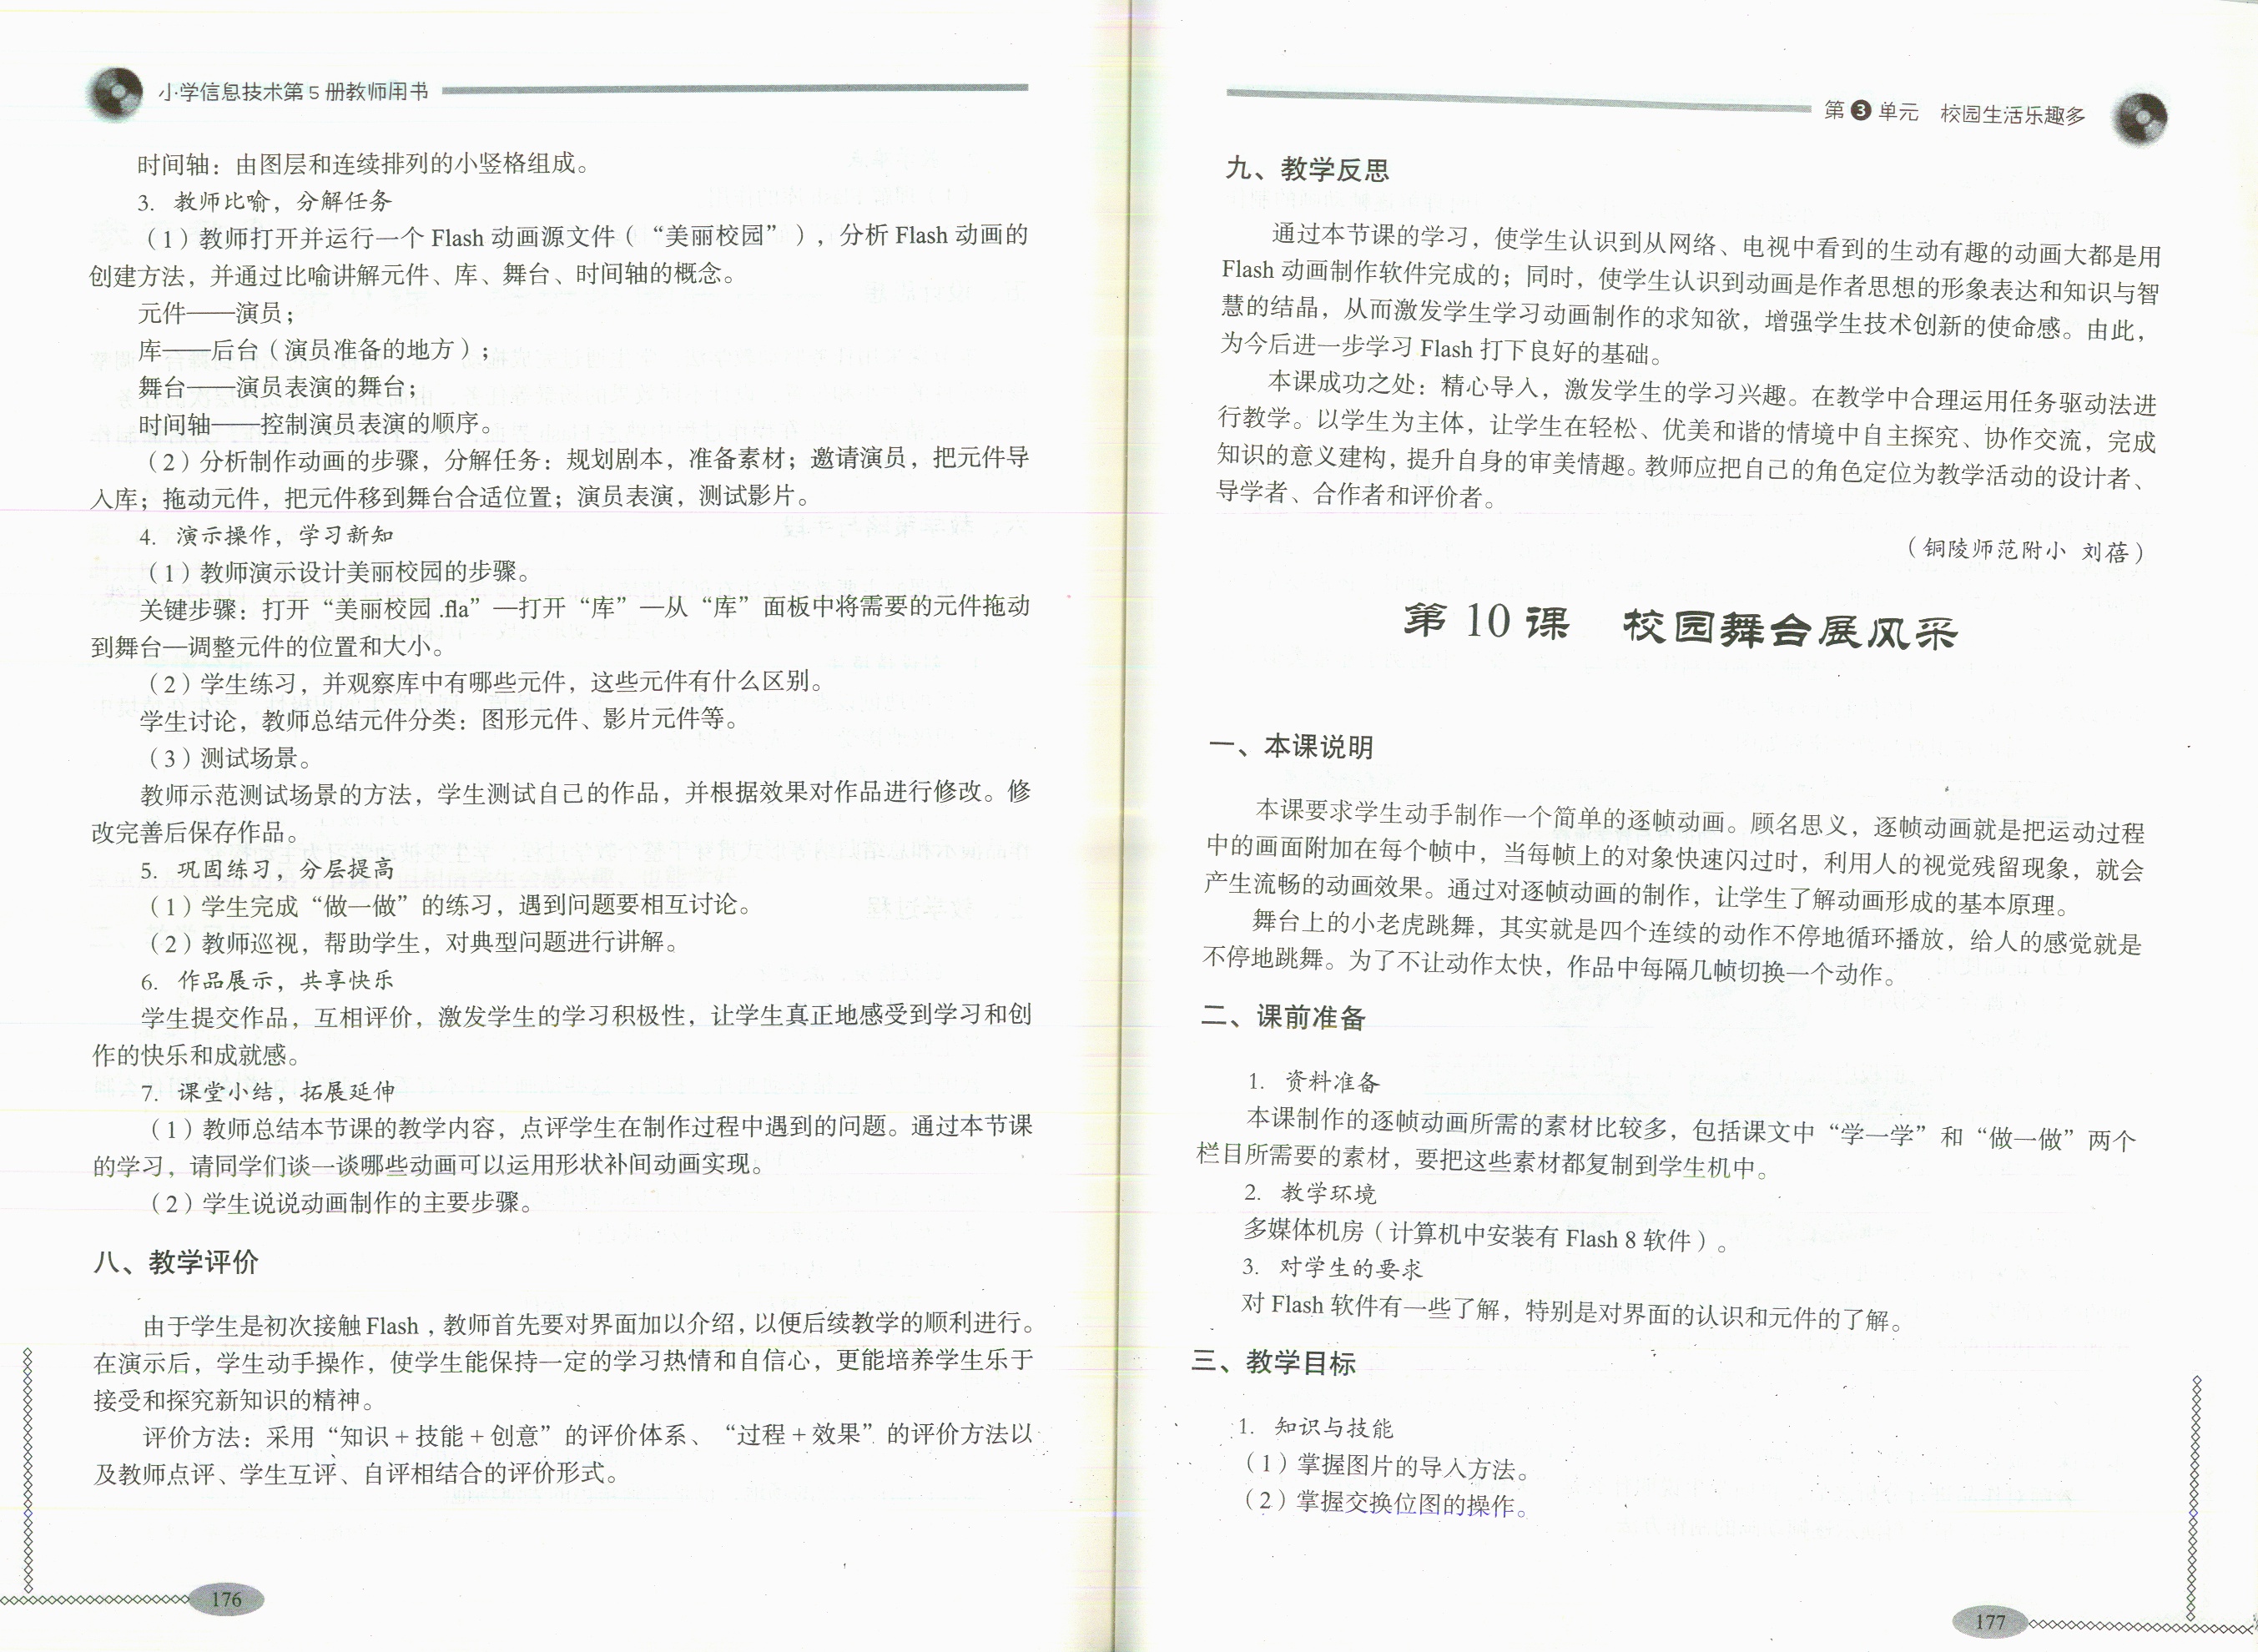 小学信息技术第5册教师用书
时间轴：由图层和连续排列的小竖格组成。
3. 教师比喻，分解任务
（1）教师打开并运行一个 Flash 动画源文件（“美丽校园”），分析 Flash 动画的
创建方法，并通过比喻讲解元件、库、舞台、时间轴的概念。
元件——演员；
库——后台（演员准备的地方）；
舞台——演员表演的舞台；
时间轴——控制演员表演的顺序。
（2）分析制作动画的步骤，分解任务：规划剧本，准备素材；邀请演员，把元件导
入库；拖动元件，把元件移到舞台合适位置；演员表演，测试影片。
4. 演示操作，学习新知
（1）教师演示设计美丽校园的步骤。
关键步骤：打开“美丽校园.fla”—打开“库”—从“库”面板中将需要的元件拖动
到舞台—调整元件的位置和大小。
（2）学生练习，并观察库中有哪些元件，这些元件有什么区别。
学生讨论，教师总结元件分类：图形元件、影片元件等。
（3）测试场景。
教师示范测试场景的方法，学生测试自己的作品，并根据效果对作品进行修改。修
改完善后保存作品。
5. 巩固练习，分层提高
（1）学生完成“做一做”的练习，遇到问题要相互讨论。
（2）教师巡视，帮助学生，对典型问题进行讲解。
6. 作品展示，共享快乐
学生提交作品，互相评价，激发学生的学习积极性，让学生真正地感受到学习和创
作的快乐和成就感。
7. 课堂小结，拓展延伸
（1）教师总结本节课的教学内容，点评学生在制作过程中遇到的问题。通过本节课
的学习，请同学们谈一谈哪些动画可以运用形状补间动画实现。
（2）学生说说动画制作的主要步骤。
八、教学评价
由于学生是初次接触 Flash，教师首先要对界面加以介绍，以便后续教学的顺利进行。
在演示后，学生动手操作，使学生能保持一定的学习热情和自信心，更能培养学生乐于
接受和探究新知识的精神。
评价方法：采用“知识+技能+创意”的评价体系、“过程+效果”的评价方法以
及教师点评、学生互评、自评相结合的评价形式。
176
第3单元 校园生活乐趣多
九、教学反思
通过本节课的学习，使学生认识到从网络、电视中看到的生动有趣的动画大都是用
Flash 动画制作软件完成的；同时，使学生认识到动画是作者思想的形象表达和知识与智
慧的结晶，从而激发学生学习动画制作的求知欲，增强学生技术创新的使命感。由此，
为今后进一步学习 Flash 打下良好的基础。
本课成功之处：精心导入，激发学生的学习兴趣。在教学中合理运用任务驱动法进
行教学。以学生为主体，让学生在轻松、优美和谐的情境中自主探究、协作交流，完成
知识的意义建构，提升自身的审美情趣。教师应把自己的角色定位为教学活动的设计者、
导学者、合作者和评价者。
（铜陵师范附小 刘蓓）
第10课 校园舞台展风采
一、本课说明
本课要求学生动手制作一个简单的逐帧动画。顾名思义，逐帧动画就是把运动过程
中的画面附加在每个帧中，当每帧上的对象快速闪过时，利用人的视觉残留现象，就会
产生流畅的动画效果。通过对逐帧动画的制作，让学生了解动画形成的基本原理。
舞台上的小老虎跳舞，其实就是四个连续的动作不停地循环播放，给人的感觉就是
不停地跳舞。为了不让动作太快，作品中每隔几帧切换一个动作。
二、课前准备
1. 资料准备
本课制作的逐帧动画所需的素材比较多，包括课文中“学一学”和“做一做”两个
栏目所需要的素材，要把这些素材都复制到学生机中。
2. 教学环境
多媒体机房（计算机中安装有 Flash 8 软件）。
3. 对学生的要求
对 Flash 软件有一些了解，特别是对界面的认识和元件的了解。
三、教学目标
1. 知识与技能
（1）掌握图片的导入方法。
（2）掌握交换位图的操作。
177